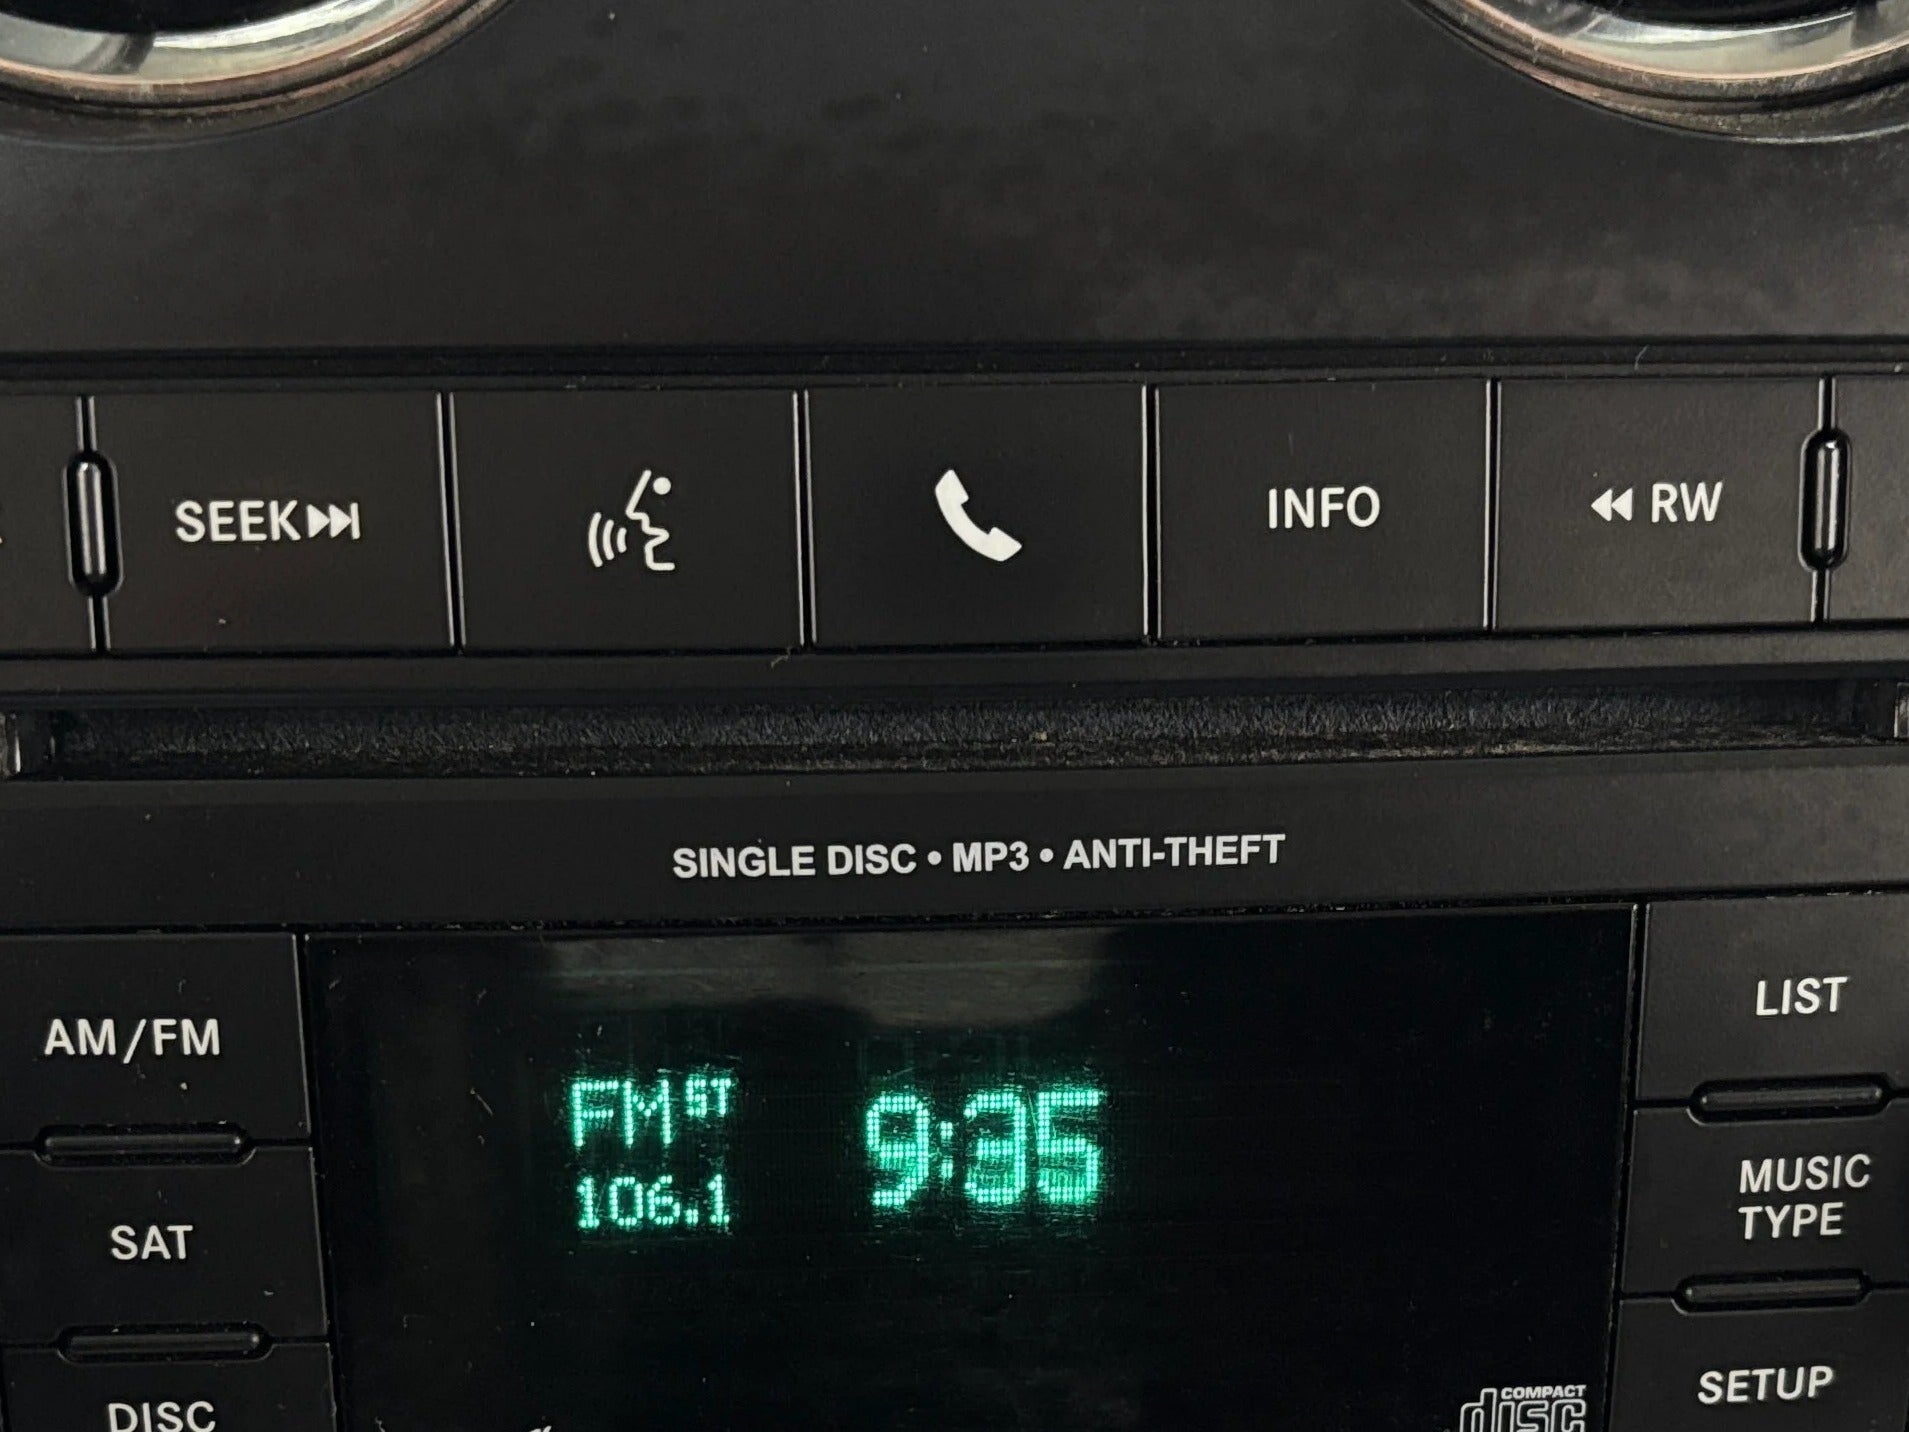 SEEK
INFO
RW
SINGLE DISC • MP3 • ANTI-THEFT
AM/FM
LIST
FM ST
9:35
106.1
MUSIC
TYPE
SAT
SETUP
DISC
COMPACT
disc